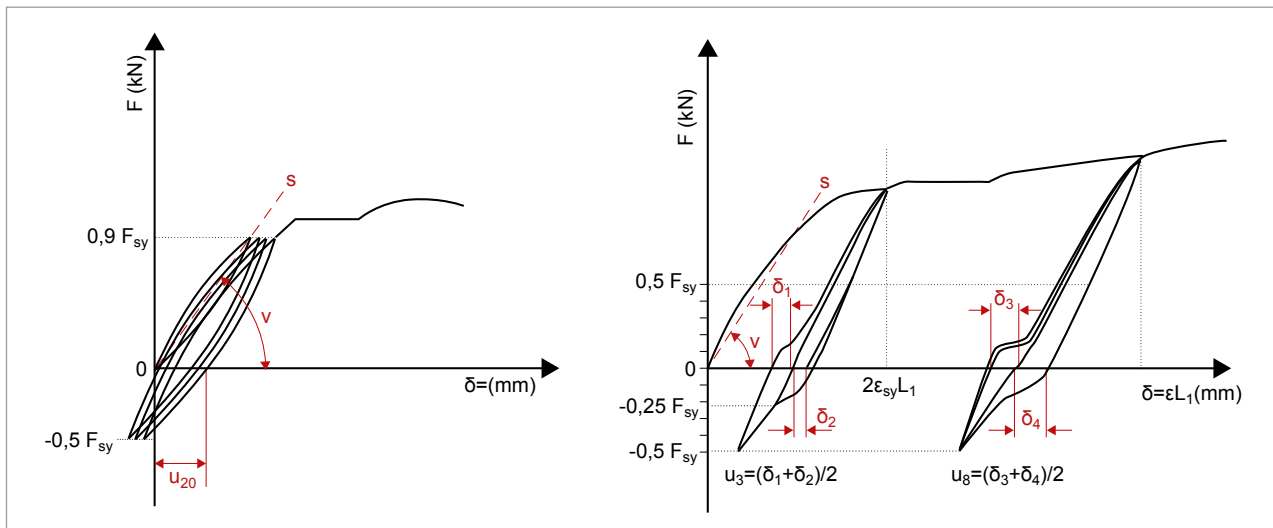 F (kN)
s
0,9 F_sy
v
0
δ=(mm)
-0,5 F_sy
u_20
F (kN)
s
0,5 F_sy
δ_1
δ_3
v
0
2ε_sy L_1
δ=εL_1(mm)
-0,25 F_sy
δ_2
δ_4
-0,5 F_sy
u_3=(δ_1+δ_2)/2
u_8=(δ_3+δ_4)/2